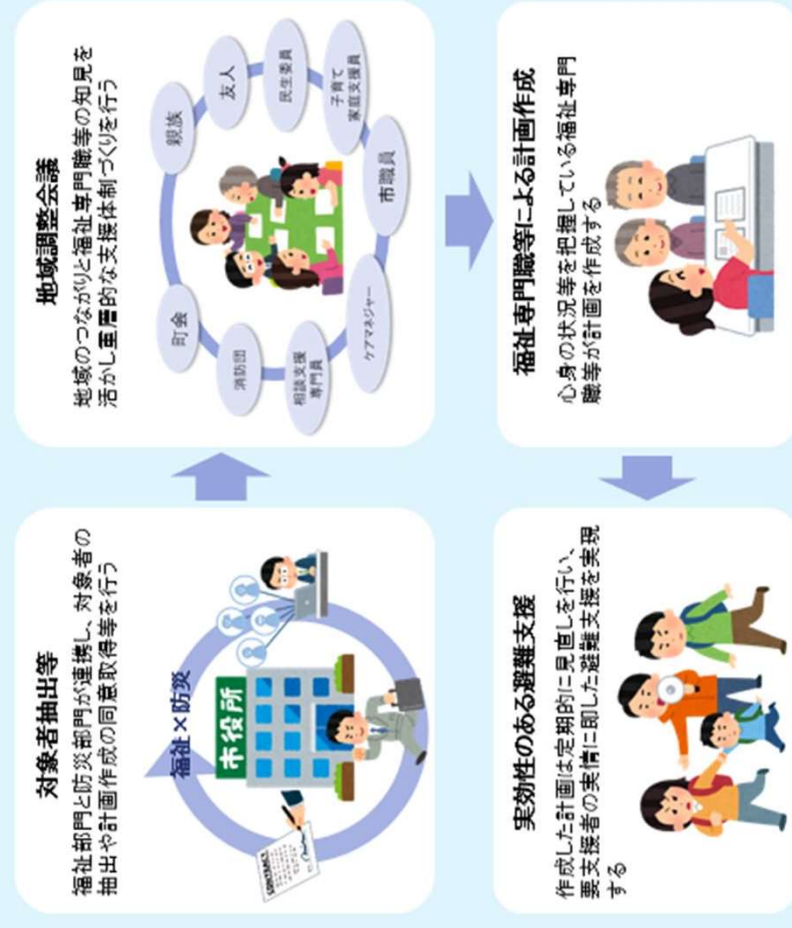 対象者抽出等
福祉部門と防災部門が連携し、対象者の
抽出や計画作成の同意取得等を行う
福祉×防災
市役所
CONTRACT
地域調整会議
地域のつながりと福祉専門職等の知見を
活かし重層的な支援体制づくりを行う
町会
親族
友人
民生委員
子育て
家庭支援員
市職員
ケアマネジャー
相談支援
専門員
消防団
福祉専門職等による計画作成
心身の状況等を把握している福祉専門
職等が計画を作成する
実効性のある避難支援
作成した計画は定期的に見直しを行い、
要支援者の実情に即した避難支援を実現
する